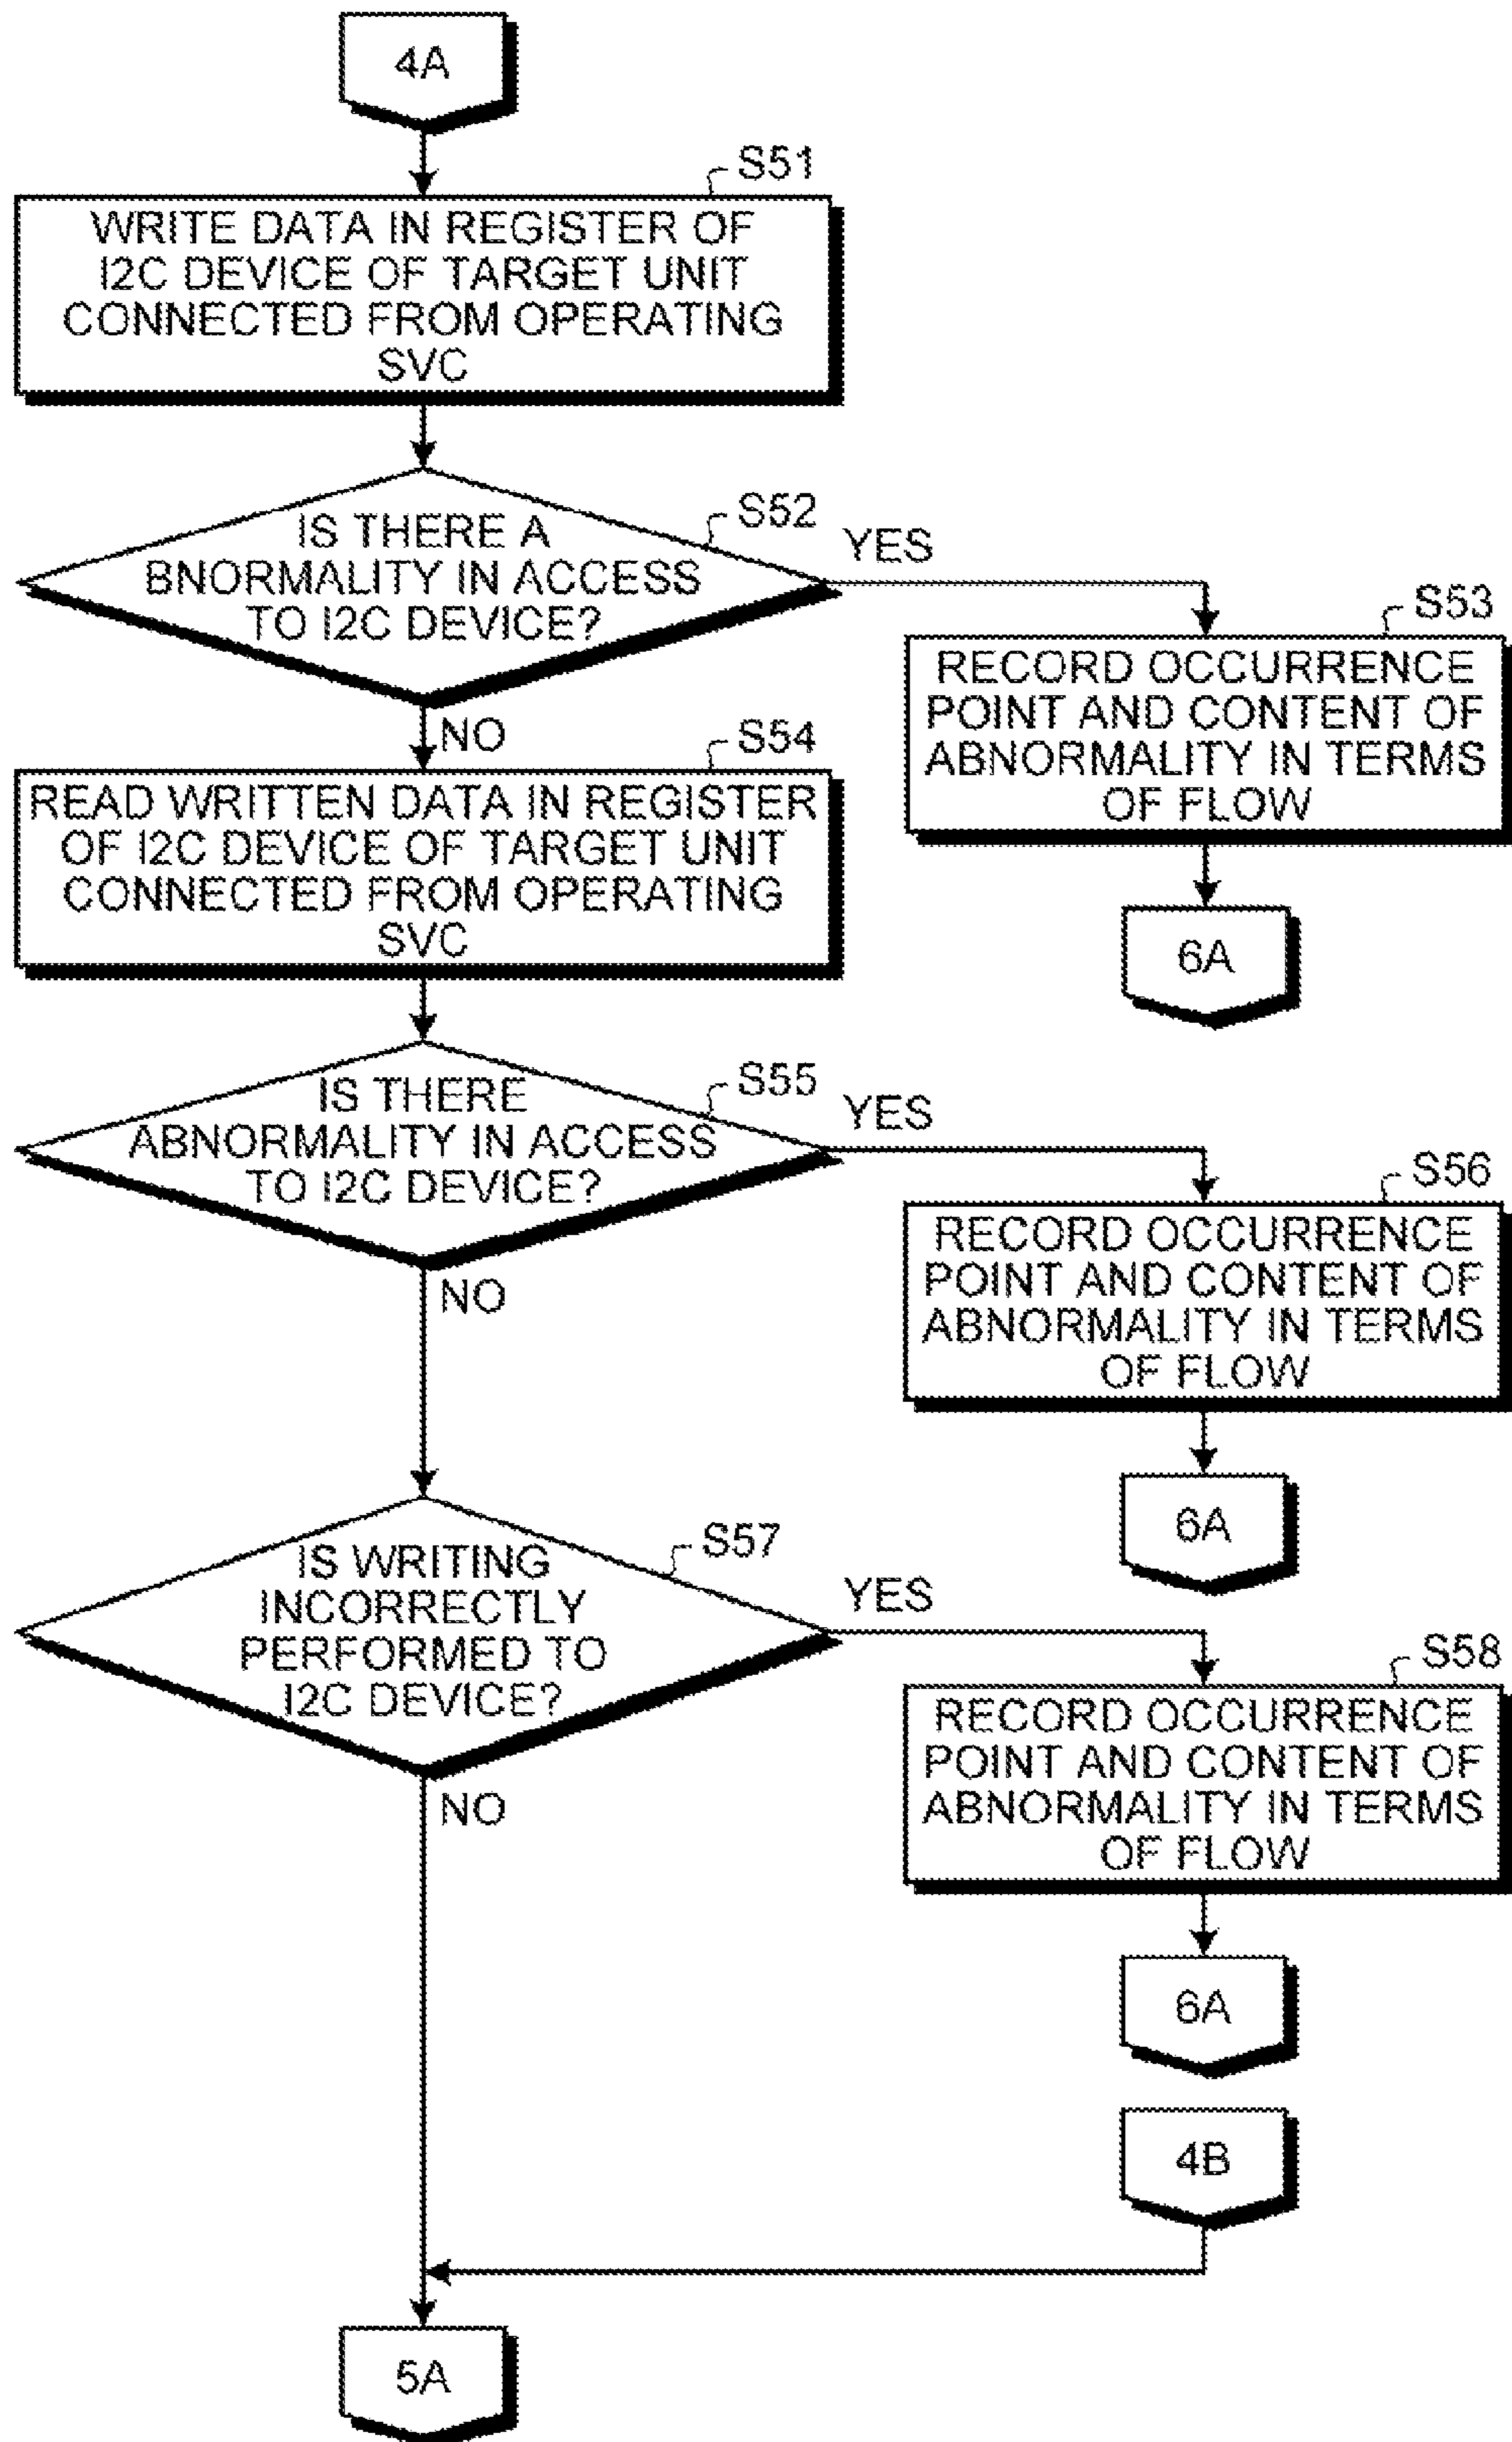 4A
S51
WRITE DATA IN REGISTER OF
I2C DEVICE OF TARGET UNIT
CONNECTED FROM OPERATING
SVC
S52
IS THERE A
BNORMALITY IN ACCESS
TO I2C DEVICE?
YES
NO
S53
RECORD OCCURRENCE
POINT AND CONTENT OF
ABNORMALITY IN TERMS
OF FLOW
6A
S54
READ WRITTEN DATA IN REGISTER
OF I2C DEVICE OF TARGET UNIT
CONNECTED FROM OPERATING
SVC
S55
IS THERE
ABNORMALITY IN ACCESS
TO I2C DEVICE?
YES
NO
S56
RECORD OCCURRENCE
POINT AND CONTENT OF
ABNORMALITY IN TERMS
OF FLOW
6A
S57
IS WRITING
INCORRECTLY
PERFORMED TO
I2C DEVICE?
YES
NO
S58
RECORD OCCURRENCE
POINT AND CONTENT OF
ABNORMALITY IN TERMS
OF FLOW
6A
4B
5A